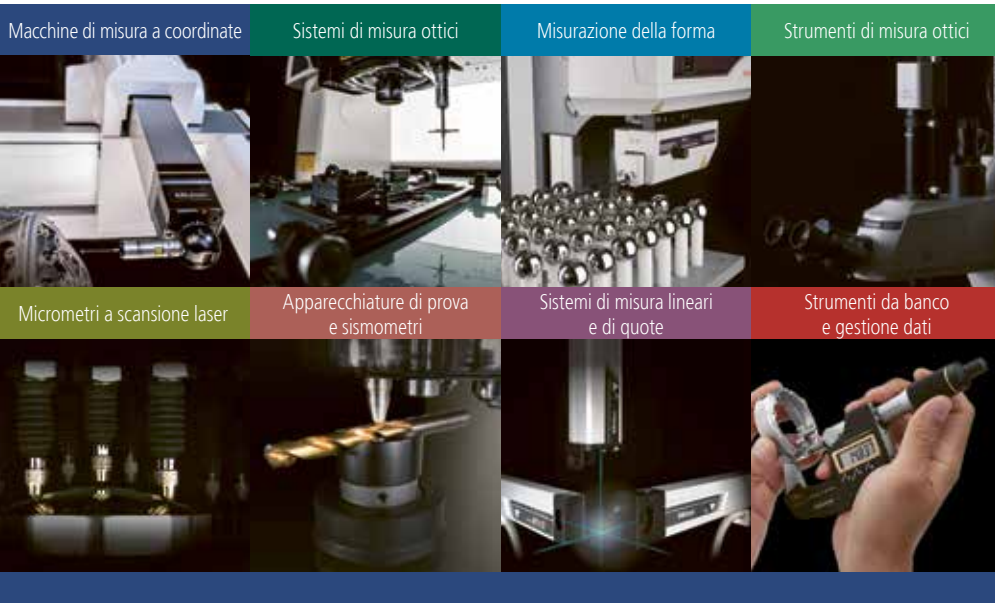 Macchine di misura a coordinate
Sistemi di misura ottici
Misurazione della forma
Strumenti di misura ottici
Micrometri a scansione laser
Apparecchiature di prova
e sismometri
Sistemi di misura lineari
e di quote
Strumenti da banco
e gestione dati